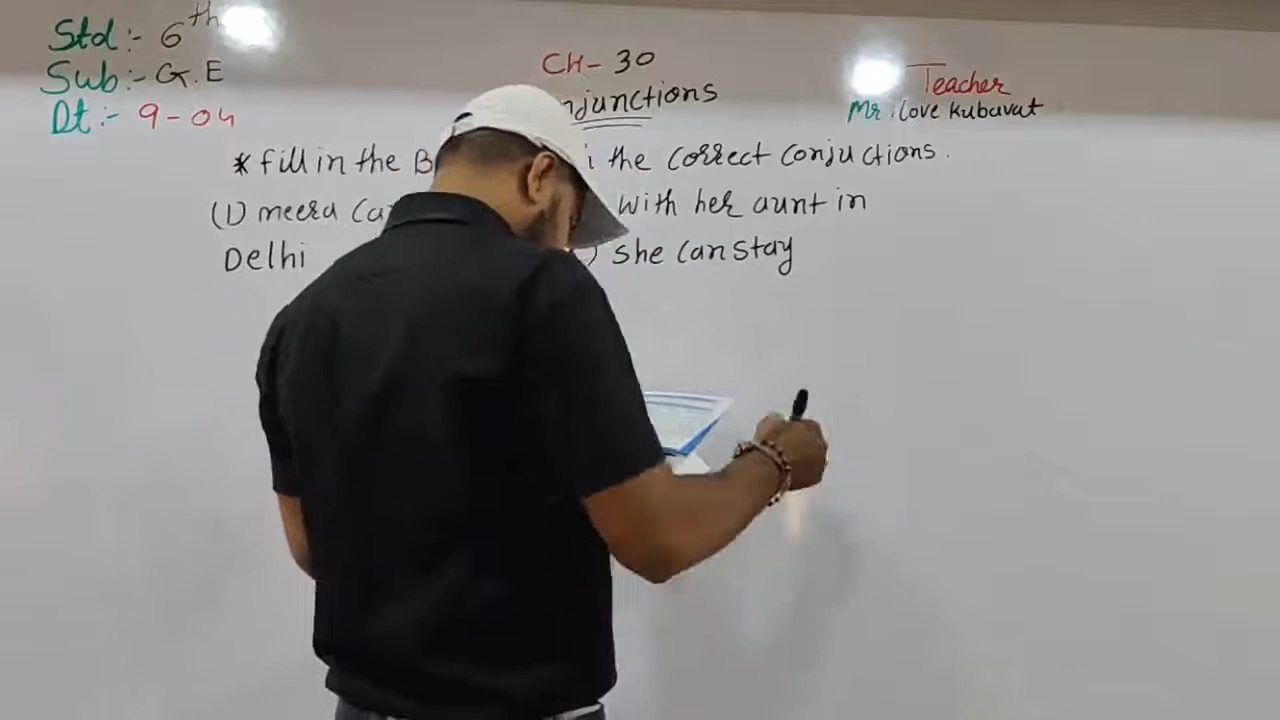 Std:- 6th
Sub:- G.E
Dt:- 9-04
CH-30
njunctions
Teacher
Mr. Love Kubavat
* Fill in the B the correct conjuctions.
(1) meera Ca with her aunt in
Delhi ) she can stay